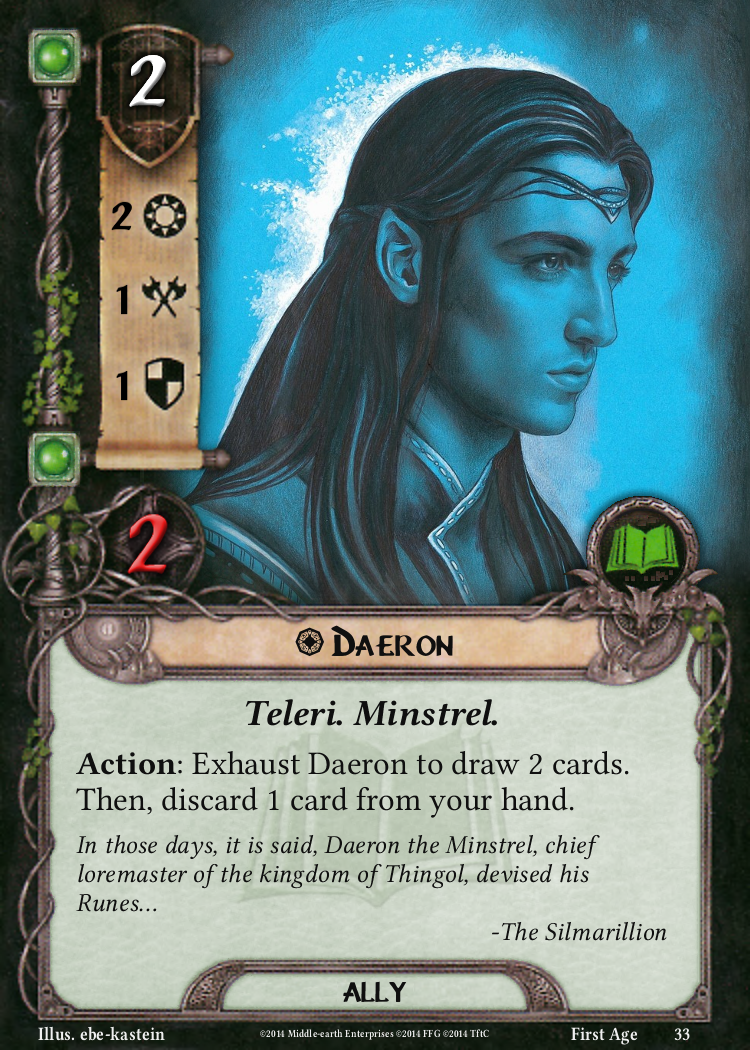 2
2
1
1
2
Daeron
Teleri. Minstrel.
Action: Exhaust Daeron to draw 2 cards.
Then, discard 1 card from your hand.
In those days, it is said, Daeron the Minstrel, chief
loremaster of the kingdom of Thingol, devised his
Runes...
-The Silmarillion
ALLY
Illus. ebe-kastein ©2014 Middle-earth Enterprises ©2014 FFG ©2014 TftC First Age 33